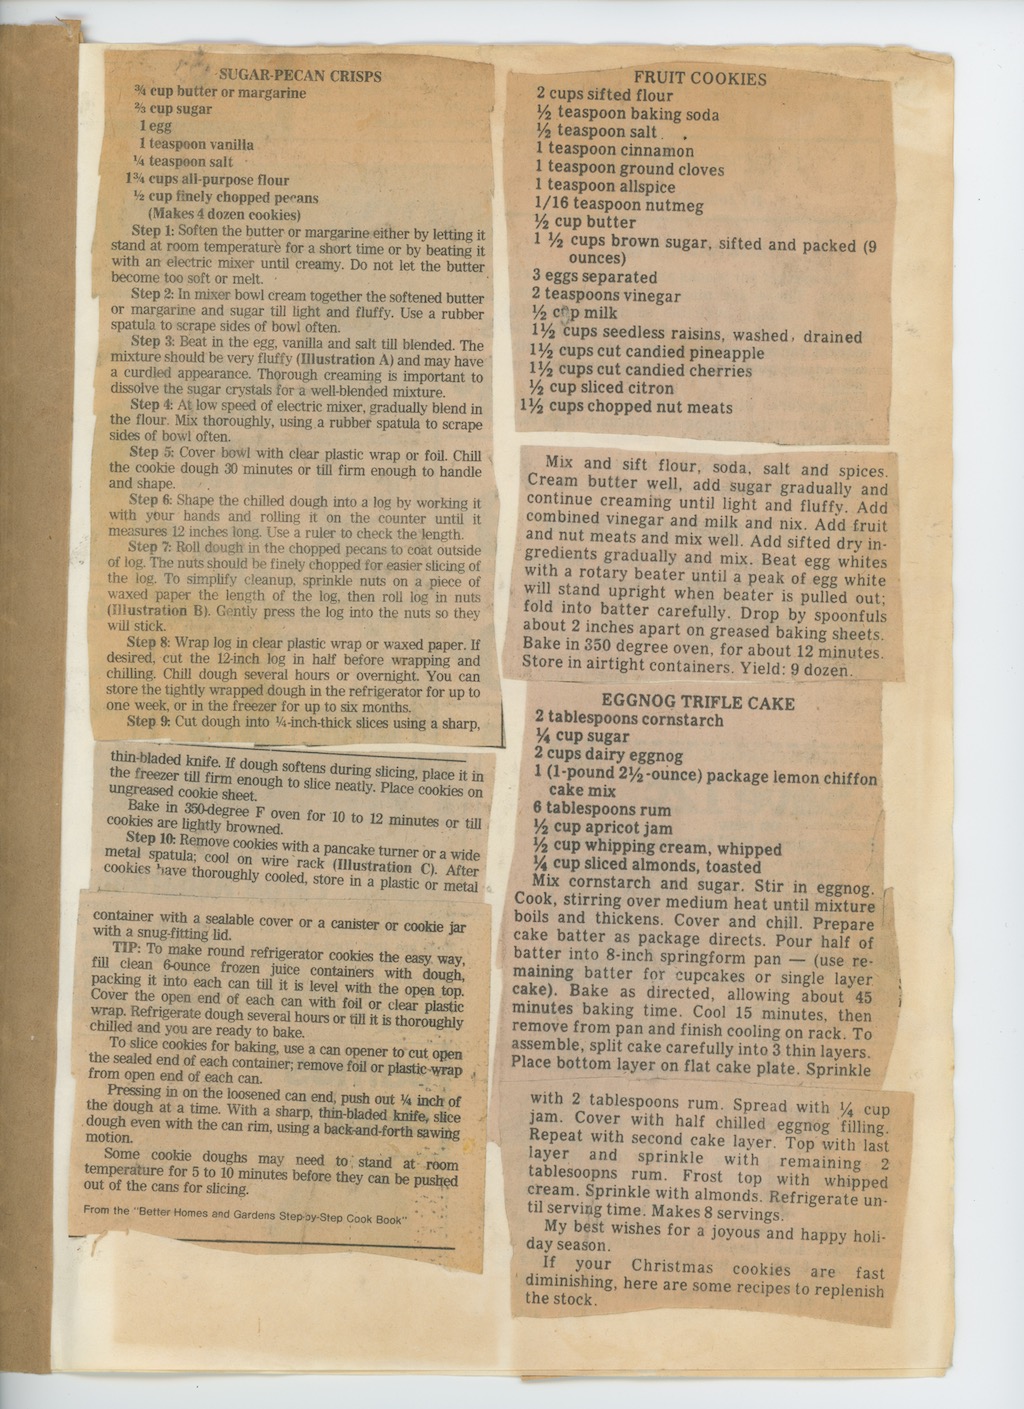 SUGAR-PECAN CRISPS
¾ cup butter or margarine
⅔ cup sugar
1 egg
1 teaspoon vanilla
¼ teaspoon salt
1¾ cups all-purpose flour
½ cup finely chopped pecans
(Makes 4 dozen cookies)
Step 1: Soften the butter or margarine either by letting it
stand at room temperature for a short time or by beating it
with an electric mixer until creamy. Do not let the butter
become too soft or melt.
Step 2: In mixer bowl cream together the softened butter
or margarine and sugar till light and fluffy. Use a rubber
spatula to scrape sides of bowl often.
Step 3: Beat in the egg, vanilla and salt till blended. The
mixture should be very fluffy (Illustration A) and may have
a curdled appearance. Thorough creaming is important to
dissolve the sugar crystals for a well-blended mixture.
Step 4: At low speed of electric mixer, gradually blend in
the flour. Mix thoroughly, using a rubber spatula to scrape
sides of bowl often.
Step 5: Cover bowl with clear plastic wrap or foil. Chill
the cookie dough 30 minutes or till firm enough to handle
and shape.
Step 6: Shape the chilled dough into a log by working it
with your hands and rolling it on the counter until it
measures 12 inches long. Use a ruler to check the length.
Step 7: Roll dough in the chopped pecans to coat outside
of log. The nuts should be finely chopped for easier slicing of
the log. To simplify cleanup, sprinkle nuts on a piece of
waxed paper the length of the log, then roll log in nuts
(Illustration B). Gently press the log into the nuts so they
will stick.
Step 8: Wrap log in clear plastic wrap or waxed paper. If
desired, cut the 12-inch log in half before wrapping and
chilling. Chill dough several hours or overnight. You can
store the tightly wrapped dough in the refrigerator for up to
one week, or in the freezer for up to six months.
Step 9: Cut dough into ¼-inch-thick slices using a sharp,
thin-bladed knife. If dough softens during slicing, place it in
the freezer till firm enough to slice neatly. Place cookies on
ungreased cookie sheet.
Bake in 350-degree F oven for 10 to 12 minutes or till
cookies are lightly browned.
Step 10: Remove cookies with a pancake turner or a wide
metal spatula; cool on wire rack (Illustration C). After
cookies have thoroughly cooled, store in a plastic or metal
container with a sealable cover or a canister or cookie jar
with a snug-fitting lid.
TIP: To make round refrigerator cookies the easy way,
fill clean 6-ounce frozen juice containers with dough,
packing it into each can till it is level with the open top.
Cover the open end of each can with foil or clear plastic
wrap. Refrigerate dough several hours or till it is thoroughly
chilled and you are ready to bake.
To slice cookies for baking, use a can opener to cut open
the sealed end of each container; remove foil or plastic wrap
from open end of each can.
Pressing in on the loosened can end, push out ¼ inch of
the dough at a time. With a sharp, thin-bladed knife, slice
dough even with the can rim, using a back-and-forth sawing
motion.
Some cookie doughs may need to stand at room
temperature for 5 to 10 minutes before they can be pushed
out of the cans for slicing.
From the "Better Homes and Gardens Step-by-Step Cook Book"
FRUIT COOKIES
2 cups sifted flour
½ teaspoon baking soda
½ teaspoon salt
1 teaspoon cinnamon
1 teaspoon ground cloves
1 teaspoon allspice
1/16 teaspoon nutmeg
½ cup butter
1 ½ cups brown sugar, sifted and packed (9
ounces)
3 eggs separated
2 teaspoons vinegar
½ cup milk
1½ cups seedless raisins, washed, drained
1½ cups cut candied pineapple
1½ cups cut candied cherries
½ cup sliced citron
1½ cups chopped nut meats
Mix and sift flour, soda, salt and spices.
Cream butter well, add sugar gradually and
continue creaming until light and fluffy. Add
combined vinegar and milk and nix. Add fruit
and nut meats and mix well. Add sifted dry in-
gredients gradually and mix. Beat egg whites
with a rotary beater until a peak of egg white
will stand upright when beater is pulled out;
fold into batter carefully. Drop by spoonfuls
about 2 inches apart on greased baking sheets.
Bake in 350 degree oven, for about 12 minutes.
Store in airtight containers. Yield: 9 dozen.
EGGNOG TRIFLE CAKE
2 tablespoons cornstarch
¼ cup sugar
2 cups dairy eggnog
1 (1-pound 2½-ounce) package lemon chiffon
cake mix
6 tablespoons rum
½ cup apricot jam
½ cup whipping cream, whipped
¼ cup sliced almonds, toasted
Mix cornstarch and sugar. Stir in eggnog.
Cook, stirring over medium heat until mixture
boils and thickens. Cover and chill. Prepare
cake batter as package directs. Pour half of
batter into 8-inch springform pan — (use re-
maining batter for cupcakes or single layer
cake). Bake as directed, allowing about 45
minutes baking time. Cool 15 minutes, then
remove from pan and finish cooling on rack. To
assemble, split cake carefully into 3 thin layers.
Place bottom layer on flat cake plate. Sprinkle
with 2 tablespoons rum. Spread with ¼ cup
jam. Cover with half chilled eggnog filling.
Repeat with second cake layer. Top with last
layer and sprinkle with remaining 2
tablesoopns rum. Frost top with whipped
cream. Sprinkle with almonds. Refrigerate un-
til serving time. Makes 8 servings.
My best wishes for a joyous and happy holi-
day season.
If your Christmas cookies are fast
diminishing, here are some recipes to replenish
the stock.